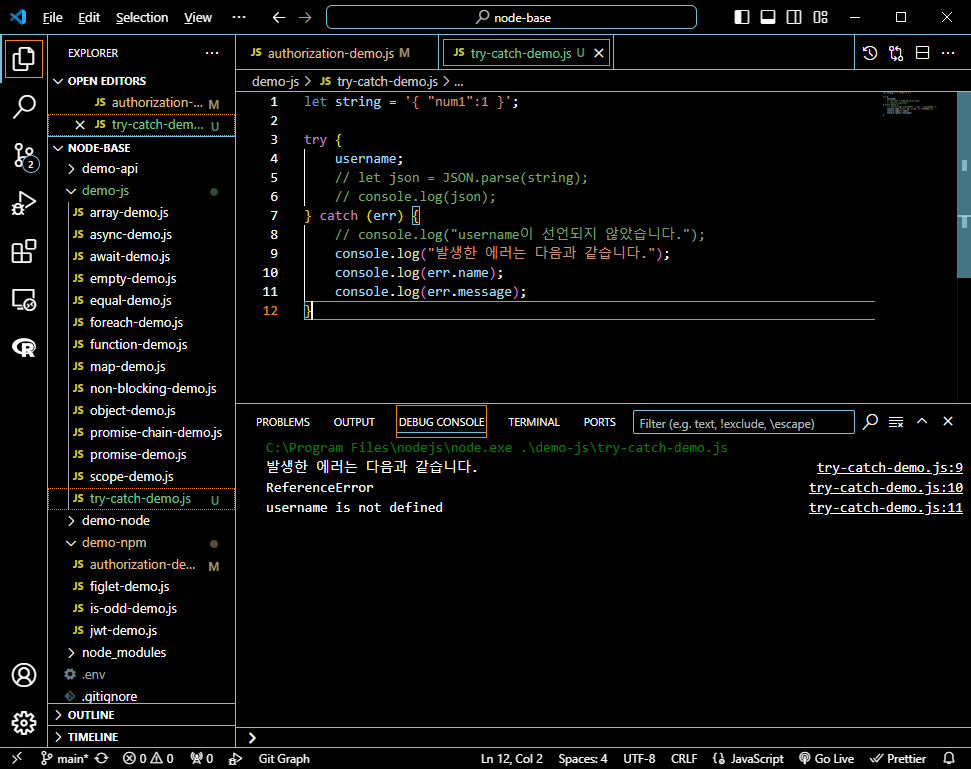 File Edit Selection View ··· node-base
EXPLORER ···
OPEN EDITORS
JS authorization-... M
JS try-catch-dem... U
NODE-BASE
demo-api
demo-js
JS array-demo.js
JS async-demo.js
JS await-demo.js
JS empty-demo.js
JS equal-demo.js
JS foreach-demo.js
JS function-demo.js
JS map-demo.js
JS non-blocking-demo.js
JS object-demo.js
JS promise-chain-demo.js
JS promise-demo.js
JS scope-demo.js
JS try-catch-demo.js U
demo-node
demo-npm
JS authorization-de... M
JS figlet-demo.js
JS is-odd-demo.js
JS jwt-demo.js
node_modules
.env
.gitignore
OUTLINE
TIMELINE
2
JS authorization-demo.js M
JS try-catch-demo.js U
demo-js > JS try-catch-demo.js > ...
1 let string = '{ "num1":1 }';
2
3 try {
4 username;
5 // let json = JSON.parse(string);
6 // console.log(json);
7 } catch (err) {
8 // console.log("username이 선언되지 않았습니다.");
9 console.log("발생한 에러는 다음과 같습니다.");
10 console.log(err.name);
11 console.log(err.message);
12 }
PROBLEMS OUTPUT DEBUG CONSOLE TERMINAL PORTS Filter (e.g. text, !exclude, \escape)
C:\Program Files\nodejs\node.exe .\demo-js\try-catch-demo.js
발생한 에러는 다음과 같습니다. try-catch-demo.js:9
ReferenceError try-catch-demo.js:10
username is not defined try-catch-demo.js:11
main* 0 0 0 Git Graph Ln 12, Col 2 Spaces: 4 UTF-8 CRLF {} JavaScript Go Live Prettier